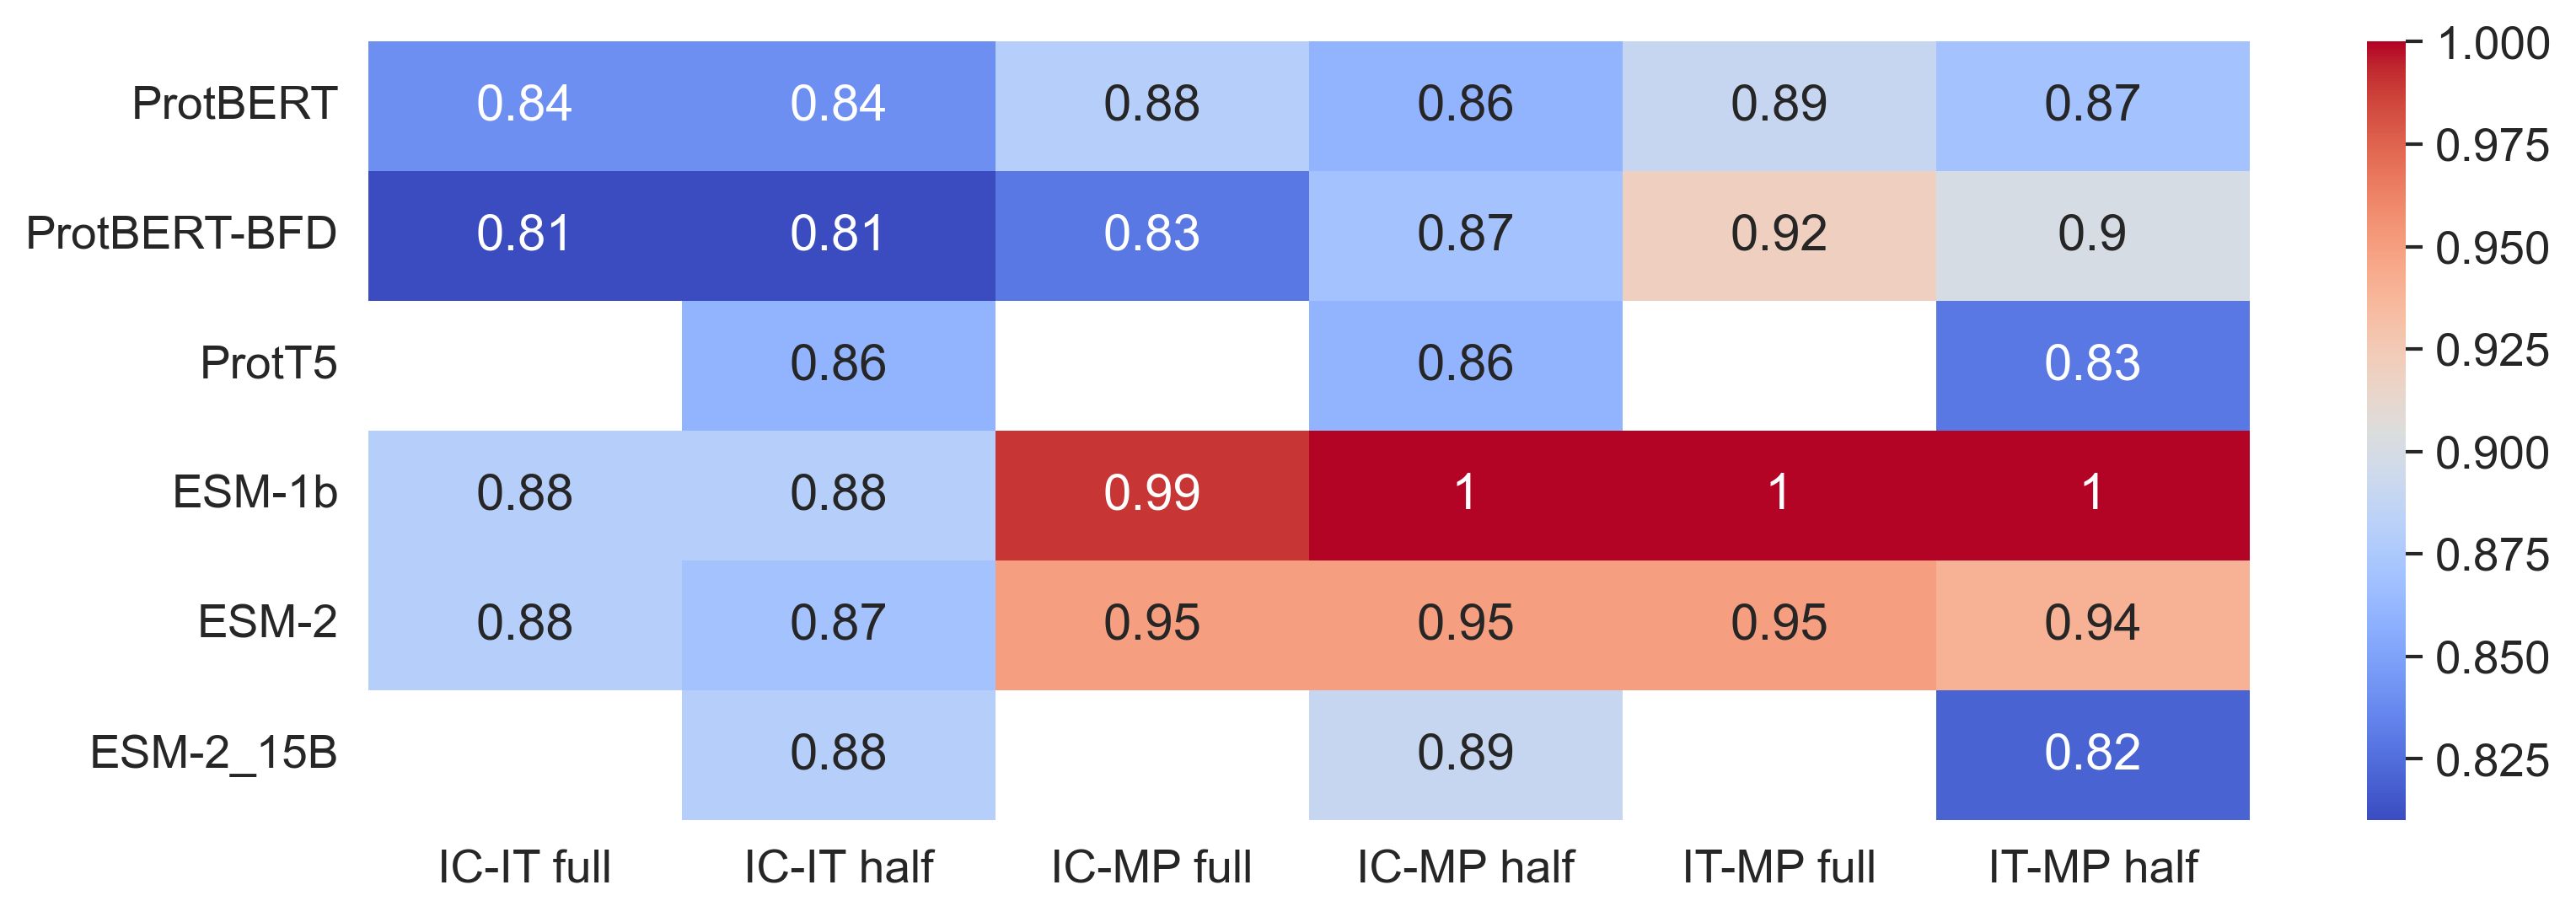 ProtBERT 0.84 0.84 0.88 0.86 0.89 0.87
ProtBERT-BFD 0.81 0.81 0.83 0.87 0.92 0.9
ProtT5 0.86 0.86 0.83
ESM-1b 0.88 0.88 0.99 1 1 1
ESM-2 0.88 0.87 0.95 0.95 0.95 0.94
ESM-2_15B 0.88 0.89 0.82
IC-IT full IC-IT half IC-MP full IC-MP half IT-MP full IT-MP half
1.000
0.975
0.950
0.925
0.900
0.875
0.850
0.825